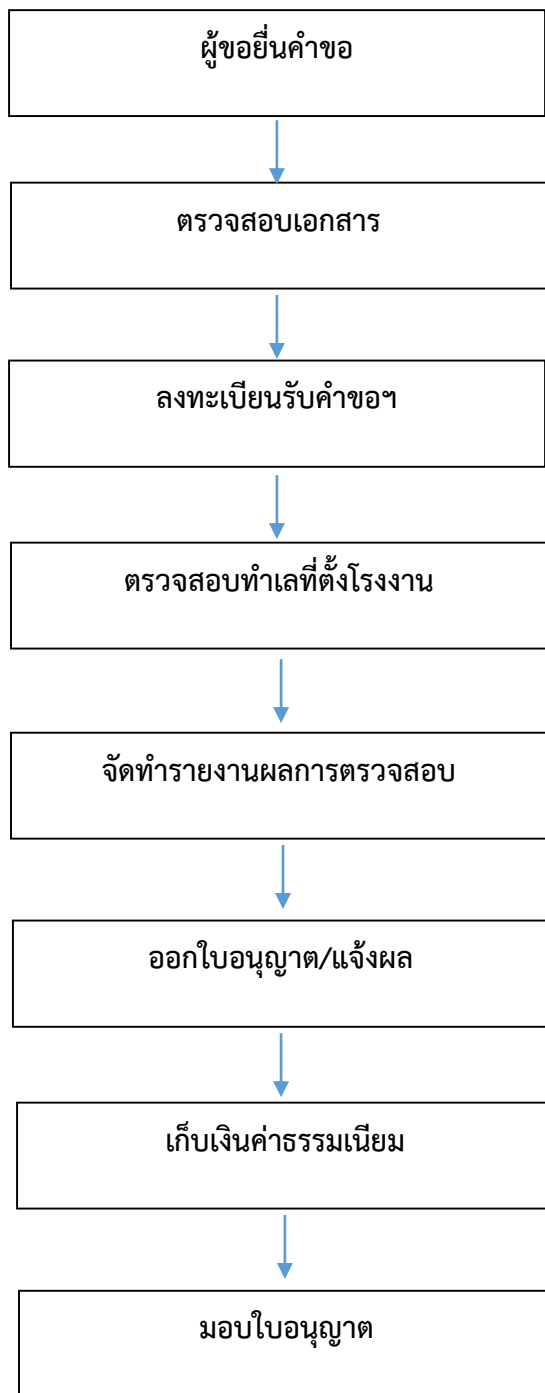 ผู้ขอยื่นคำขอ
ตรวจสอบเอกสาร
ลงทะเบียนรับคำขอฯ
ตรวจสอบทำเลที่ตั้งโรงงาน
จัดทำรายงานผลการตรวจสอบ
ออกใบอนุญาต/แจ้งผล
เก็บเงินค่าธรรมเนียม
มอบใบอนุญาต